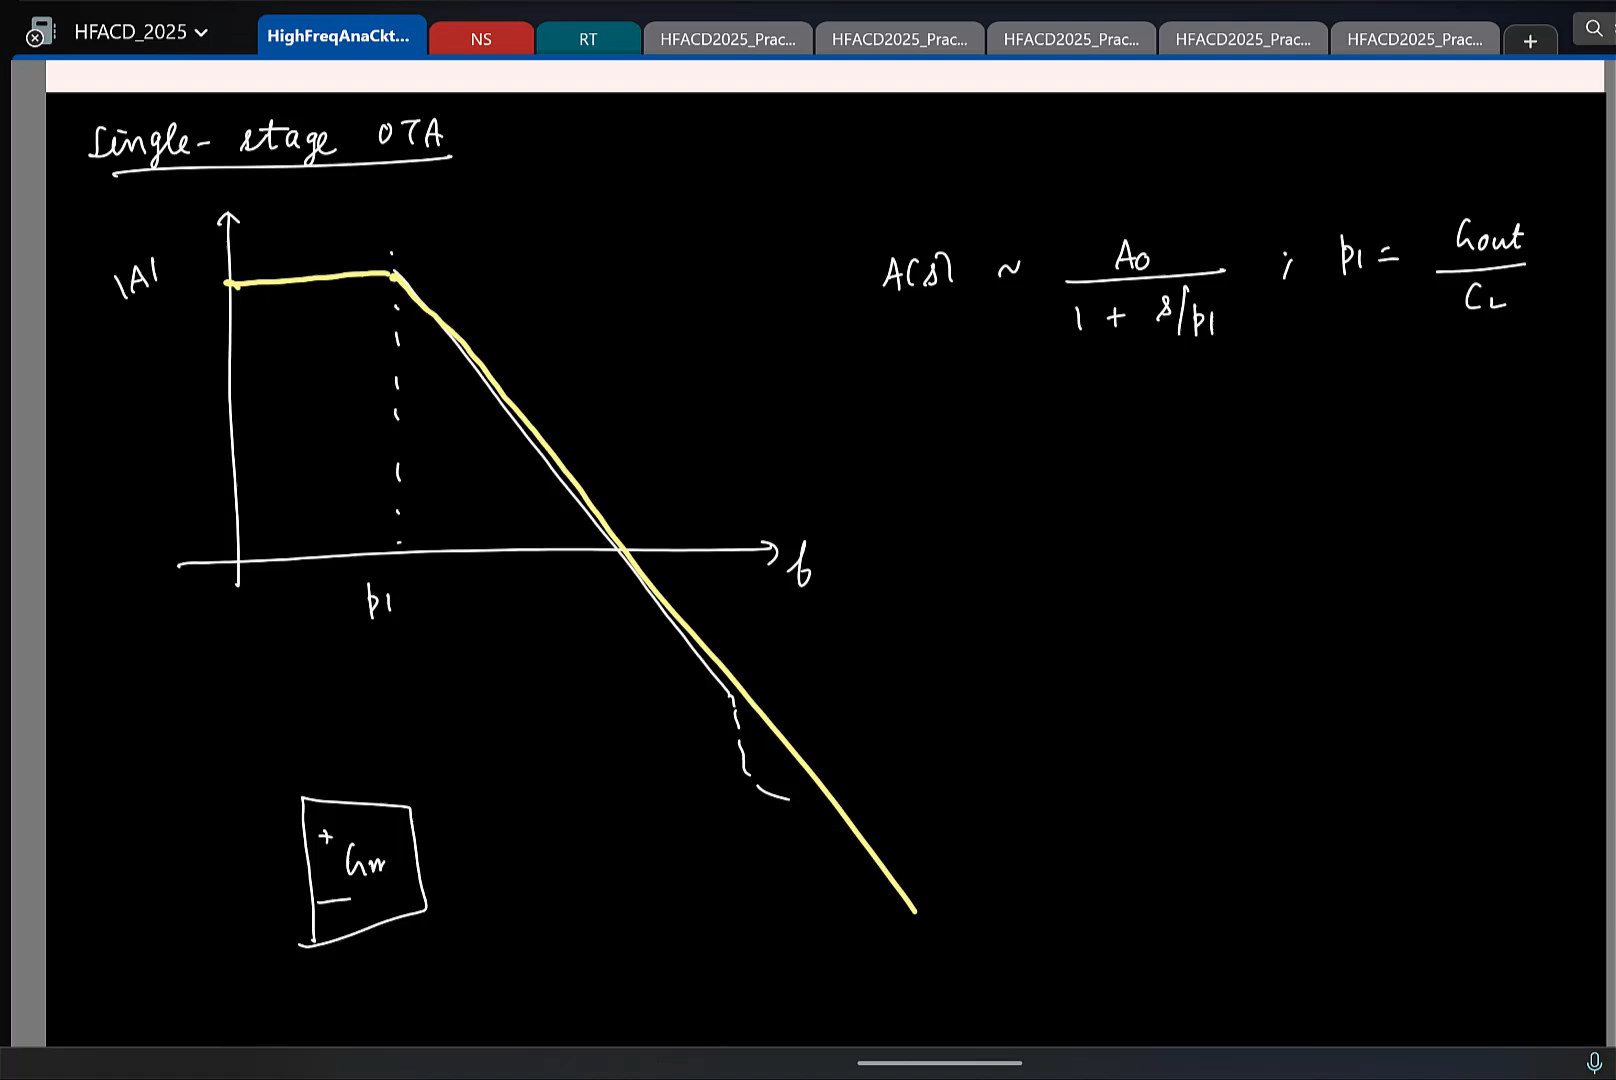 HFACD_2025
HighFreqAnaCkt... NS RT HFACD2025_Prac... HFACD2025_Prac... HFACD2025_Prac... HFACD2025_Prac... HFACD2025_Prac... +
Single-stage OTA
|A|
A(s) ~ A0 / 1 + s/p1 ; p1 = Gout / CL
f
p1
+ Gm
−